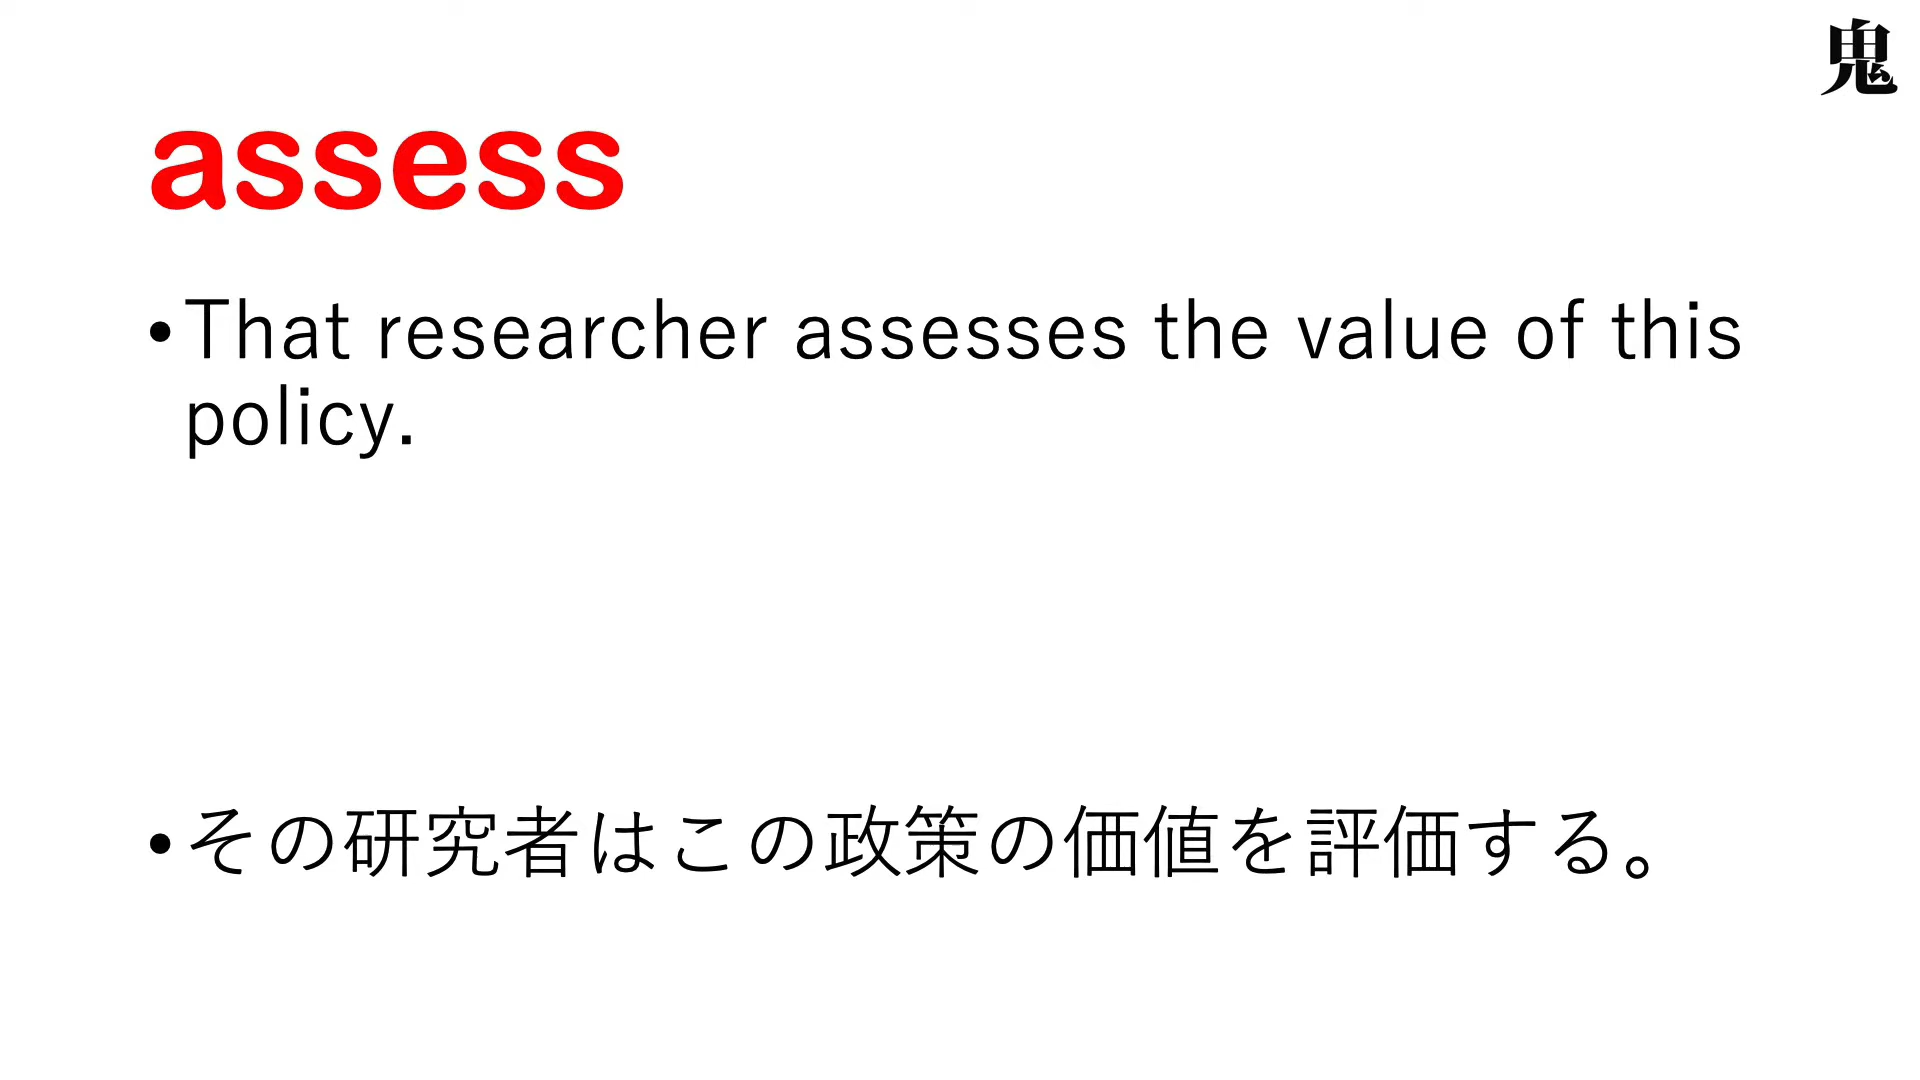 鬼
assess
•That researcher assesses the value of this
policy.
•その研究者はこの政策の価値を評価する。